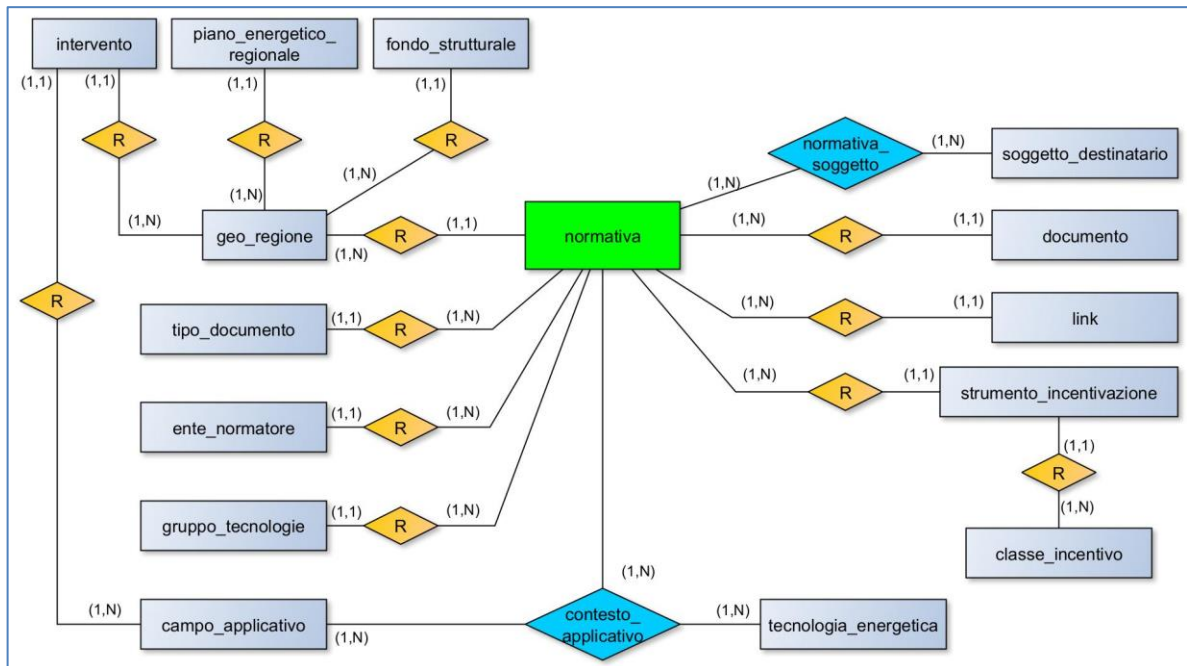 intervento
piano_energetico_
regionale
fondo_strutturale
(1,1)
(1,1)
(1,1)
(1,1)
R
R
R
(1,N)
(1,N)
(1,N)
geo_regione
(1,N)
R
(1,1)
normativa
normativa_
soggetto
(1,N)
(1,N)
soggetto_destinatario
(1,N)
R
(1,1)
documento
(1,N)
R
(1,1)
link
(1,N)
R
(1,1)
strumento_incentivazione
(1,1)
R
(1,N)
classe_incentivo
R
tipo_documento
(1,1)
R
(1,N)
ente_normatore
(1,1)
R
(1,N)
gruppo_tecnologie
(1,1)
R
(1,N)
(1,N)
campo_applicativo
(1,N)
(1,N)
contesto_
applicativo
(1,N)
tecnologia_energetica